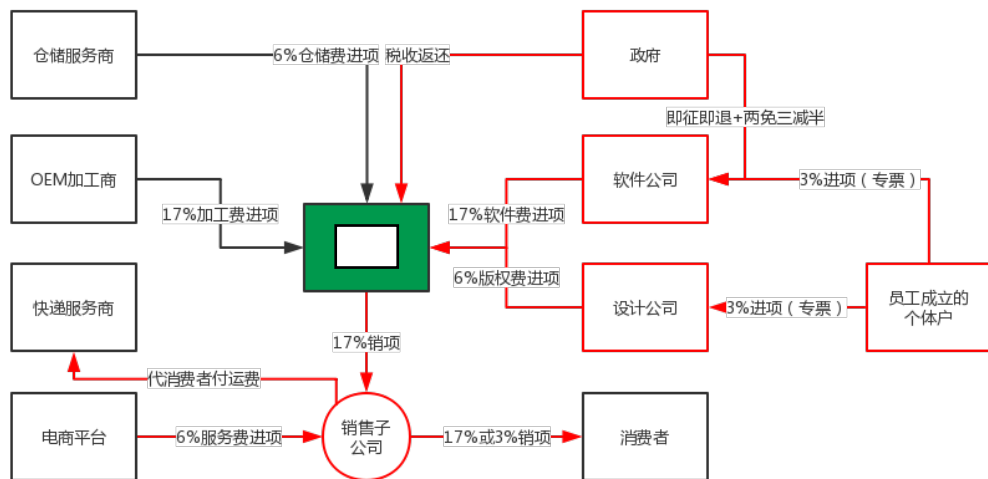 仓储服务商
6%仓储费进项
税收返还
政府
即征即退+两免三减半
OEM加工商
软件公司
3%进项（专票）
17%加工费进项
17%软件费进项
6%版权费进项
快递服务商
设计公司
3%进项（专票）
员工成立的
个体户
17%销项
代消费者付运费
电商平台
6%服务费进项
销售子
公司
17%或3%销项
消费者